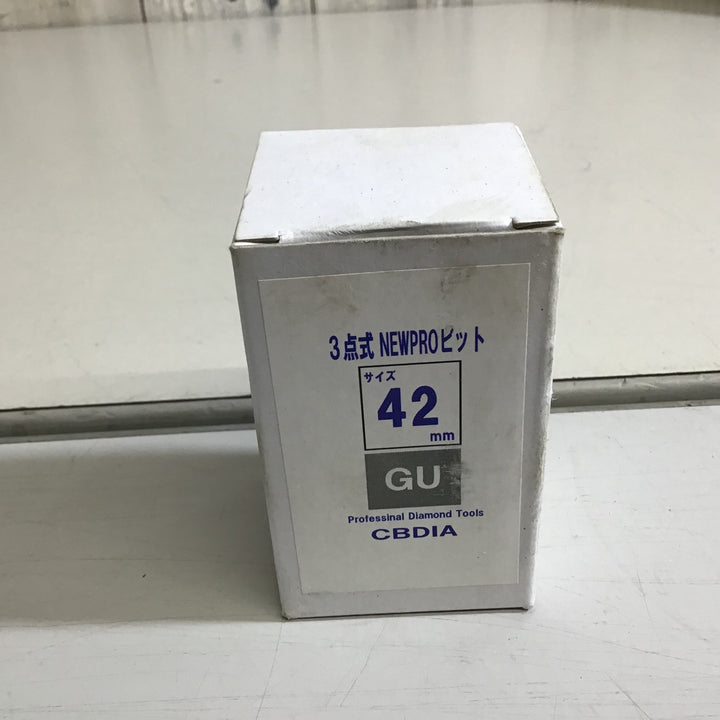 3点式 NEWPROビット
サイズ
42
mm
GU
Professinal Diamond Tools
CBDIA